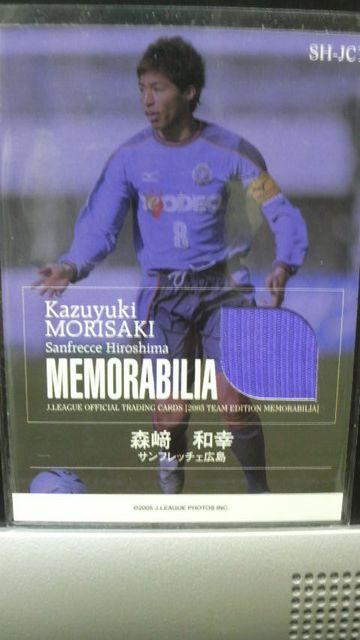 SH-JC
DEODEO
R
Kazuyuki
MORISAKI
Sanfrecce Hiroshima
MEMORABILIA
J.LEAGUE OFFICIAL TRADING CARDS [2005 TEAM EDITION MEMORABILIA]
森﨑 和幸
サンフレッチェ広島
©2005 J.LEAGUE PHOTOS INC.